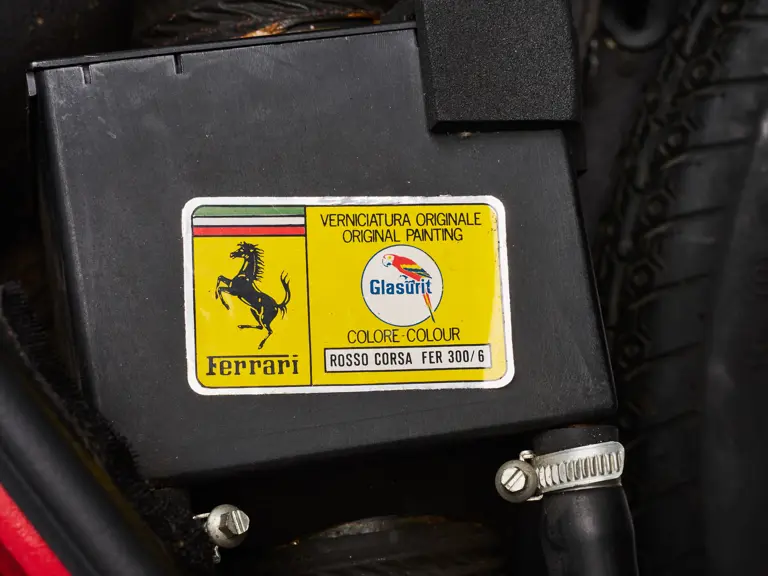 VERNICIATURA ORIGINALE
ORIGINAL PAINTING
Glasurit
COLORE-COLOUR
ROSSO CORSA FER 300/6
Ferrari